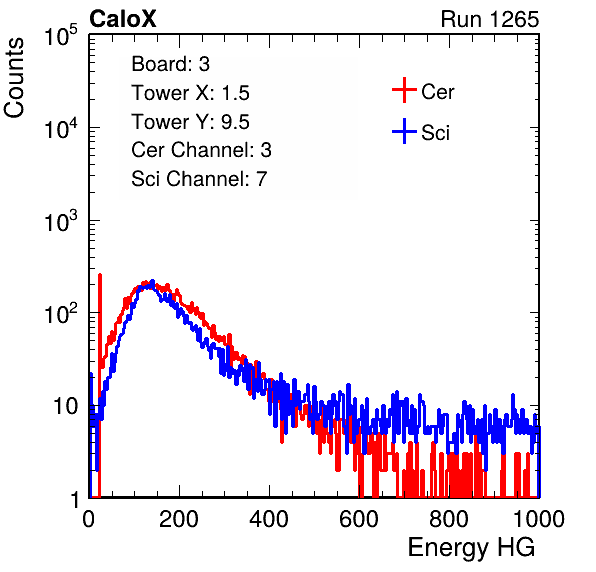 CaloX Run 1265
Counts
Board: 3
Tower X: 1.5
Tower Y: 9.5
Cer Channel: 3
Sci Channel: 7
Cer
Sci
10^5
10^4
10^3
10^2
10
1
0 200 400 600 800 1000
Energy HG